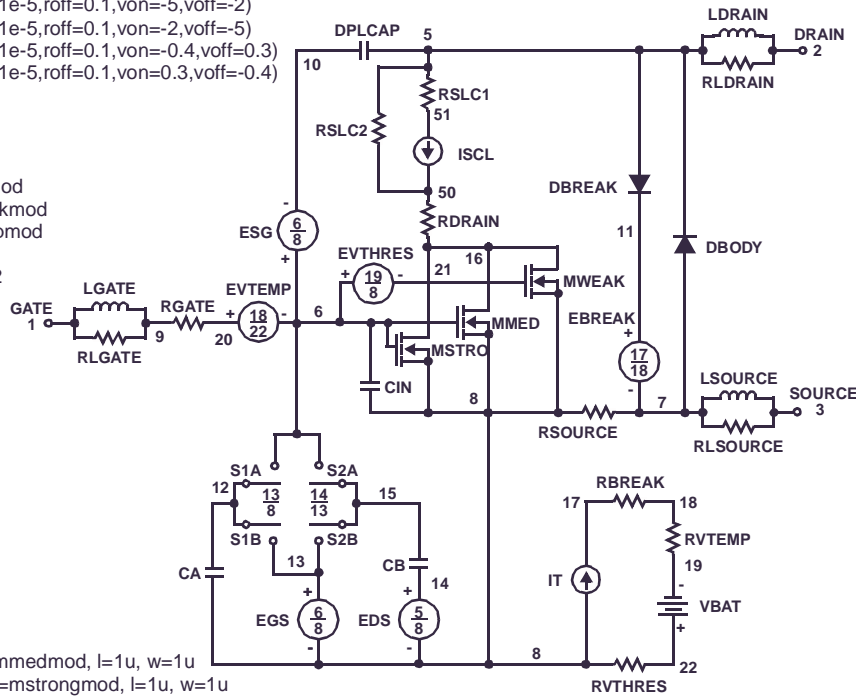 1e-5,roff=0.1,von=-5,voff=-2)
1e-5,roff=0.1,von=-2,voff=-5)
1e-5,roff=0.1,von=-0.4,voff=0.3)
1e-5,roff=0.1,von=0.3,voff=-0.4)
od
kmod
omod
2
mmedmod, l=1u, w=1u
=mstrongmod, l=1u, w=1u
DPLCAP
5
10
LDRAIN
DRAIN
2
RLDRAIN
RSLC1
51
RSLC2
ISCL
50
RDRAIN
DBREAK
11
DBODY
-
ESG
6
8
+
EVTHRES
+
19
8
-
21
16
MWEAK
LGATE
GATE
1
RLGATE
9
RGATE
20
EVTEMP
+
18
22
-
6
MMED
MSTRO
EBREAK
+
17
18
-
CIN
8
RSOURCE
7
LSOURCE
SOURCE
3
RLSOURCE
S1A
S2A
12
13
8
14
13
15
S1B
S2B
13
CA
CB
14
+
EGS
6
8
-
+
EDS
5
8
-
RBREAK
17
18
RVTEMP
19
IT
-
VBAT
+
8
22
RVTHRES